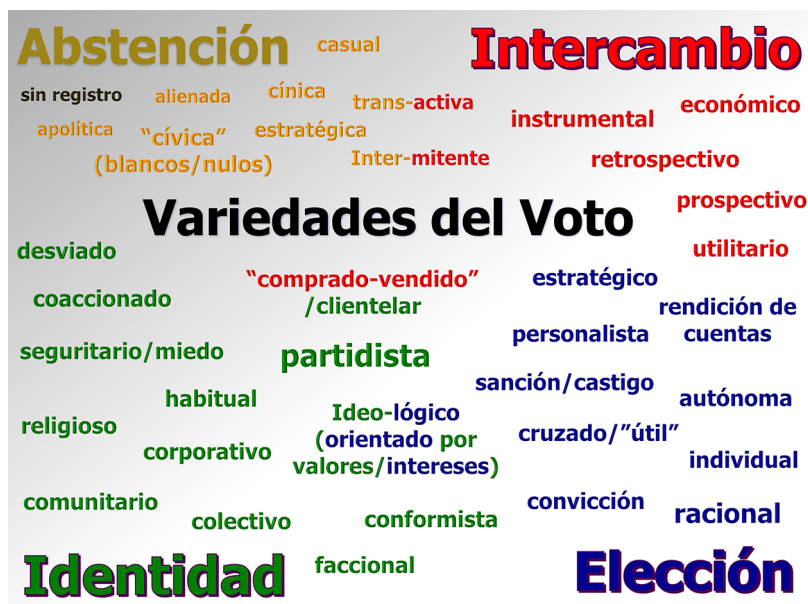 Abstención
casual
Intercambio
sin registro
alienada
cínica
trans-activa
económico
apolítica
“cívica”
(blancos/nulos)
estratégica
instrumental
Inter-mitente
retrospectivo
Variedades del Voto
prospectivo
desviado
utilitario
“comprado-vendido”
/clientelar
estratégico
coaccionado
rendición de
cuentas
personalista
seguritario/miedo
partidista
sanción/castigo
habitual
autónoma
Ideo-lógico
(orientado por
valores/intereses)
religioso
cruzado/”útil”
corporativo
individual
comunitario
convicción
colectivo
conformista
racional
Identidad
faccional
Elección